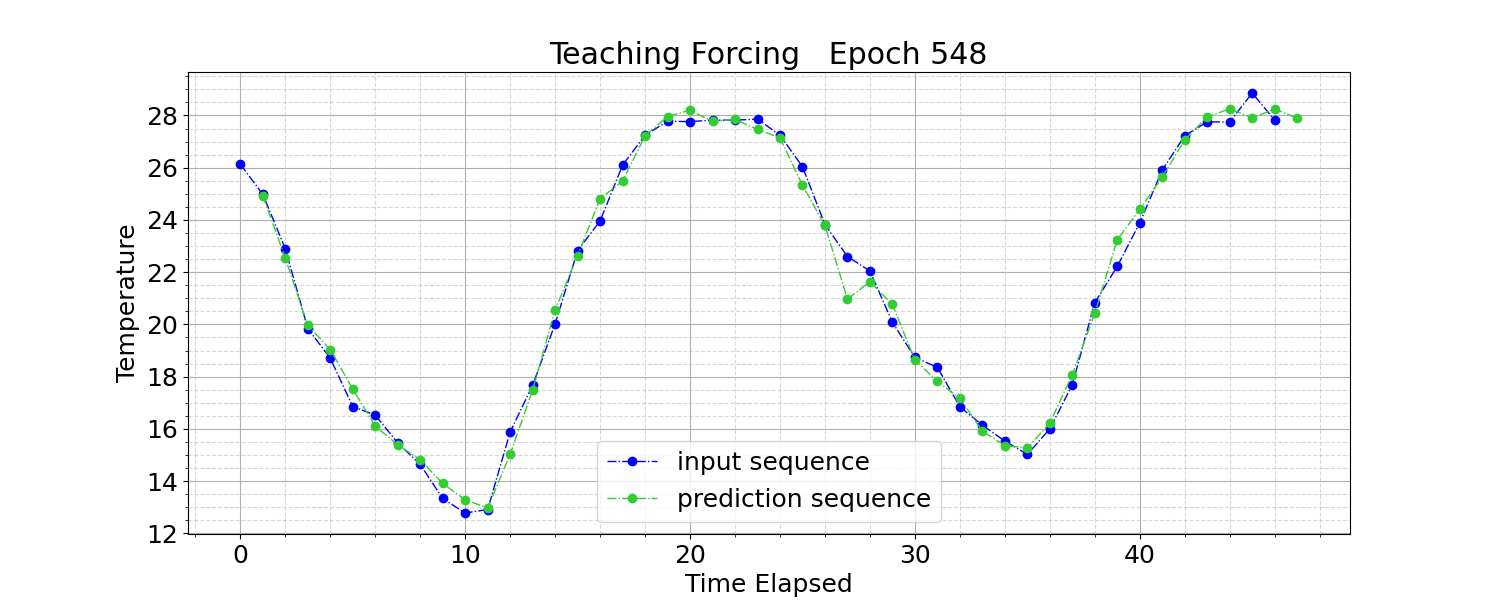 Teaching Forcing   Epoch 548
Temperature
28
26
24
22
20
18
16
14
12
input sequence
prediction sequence
0 10 20 30 40
Time Elapsed